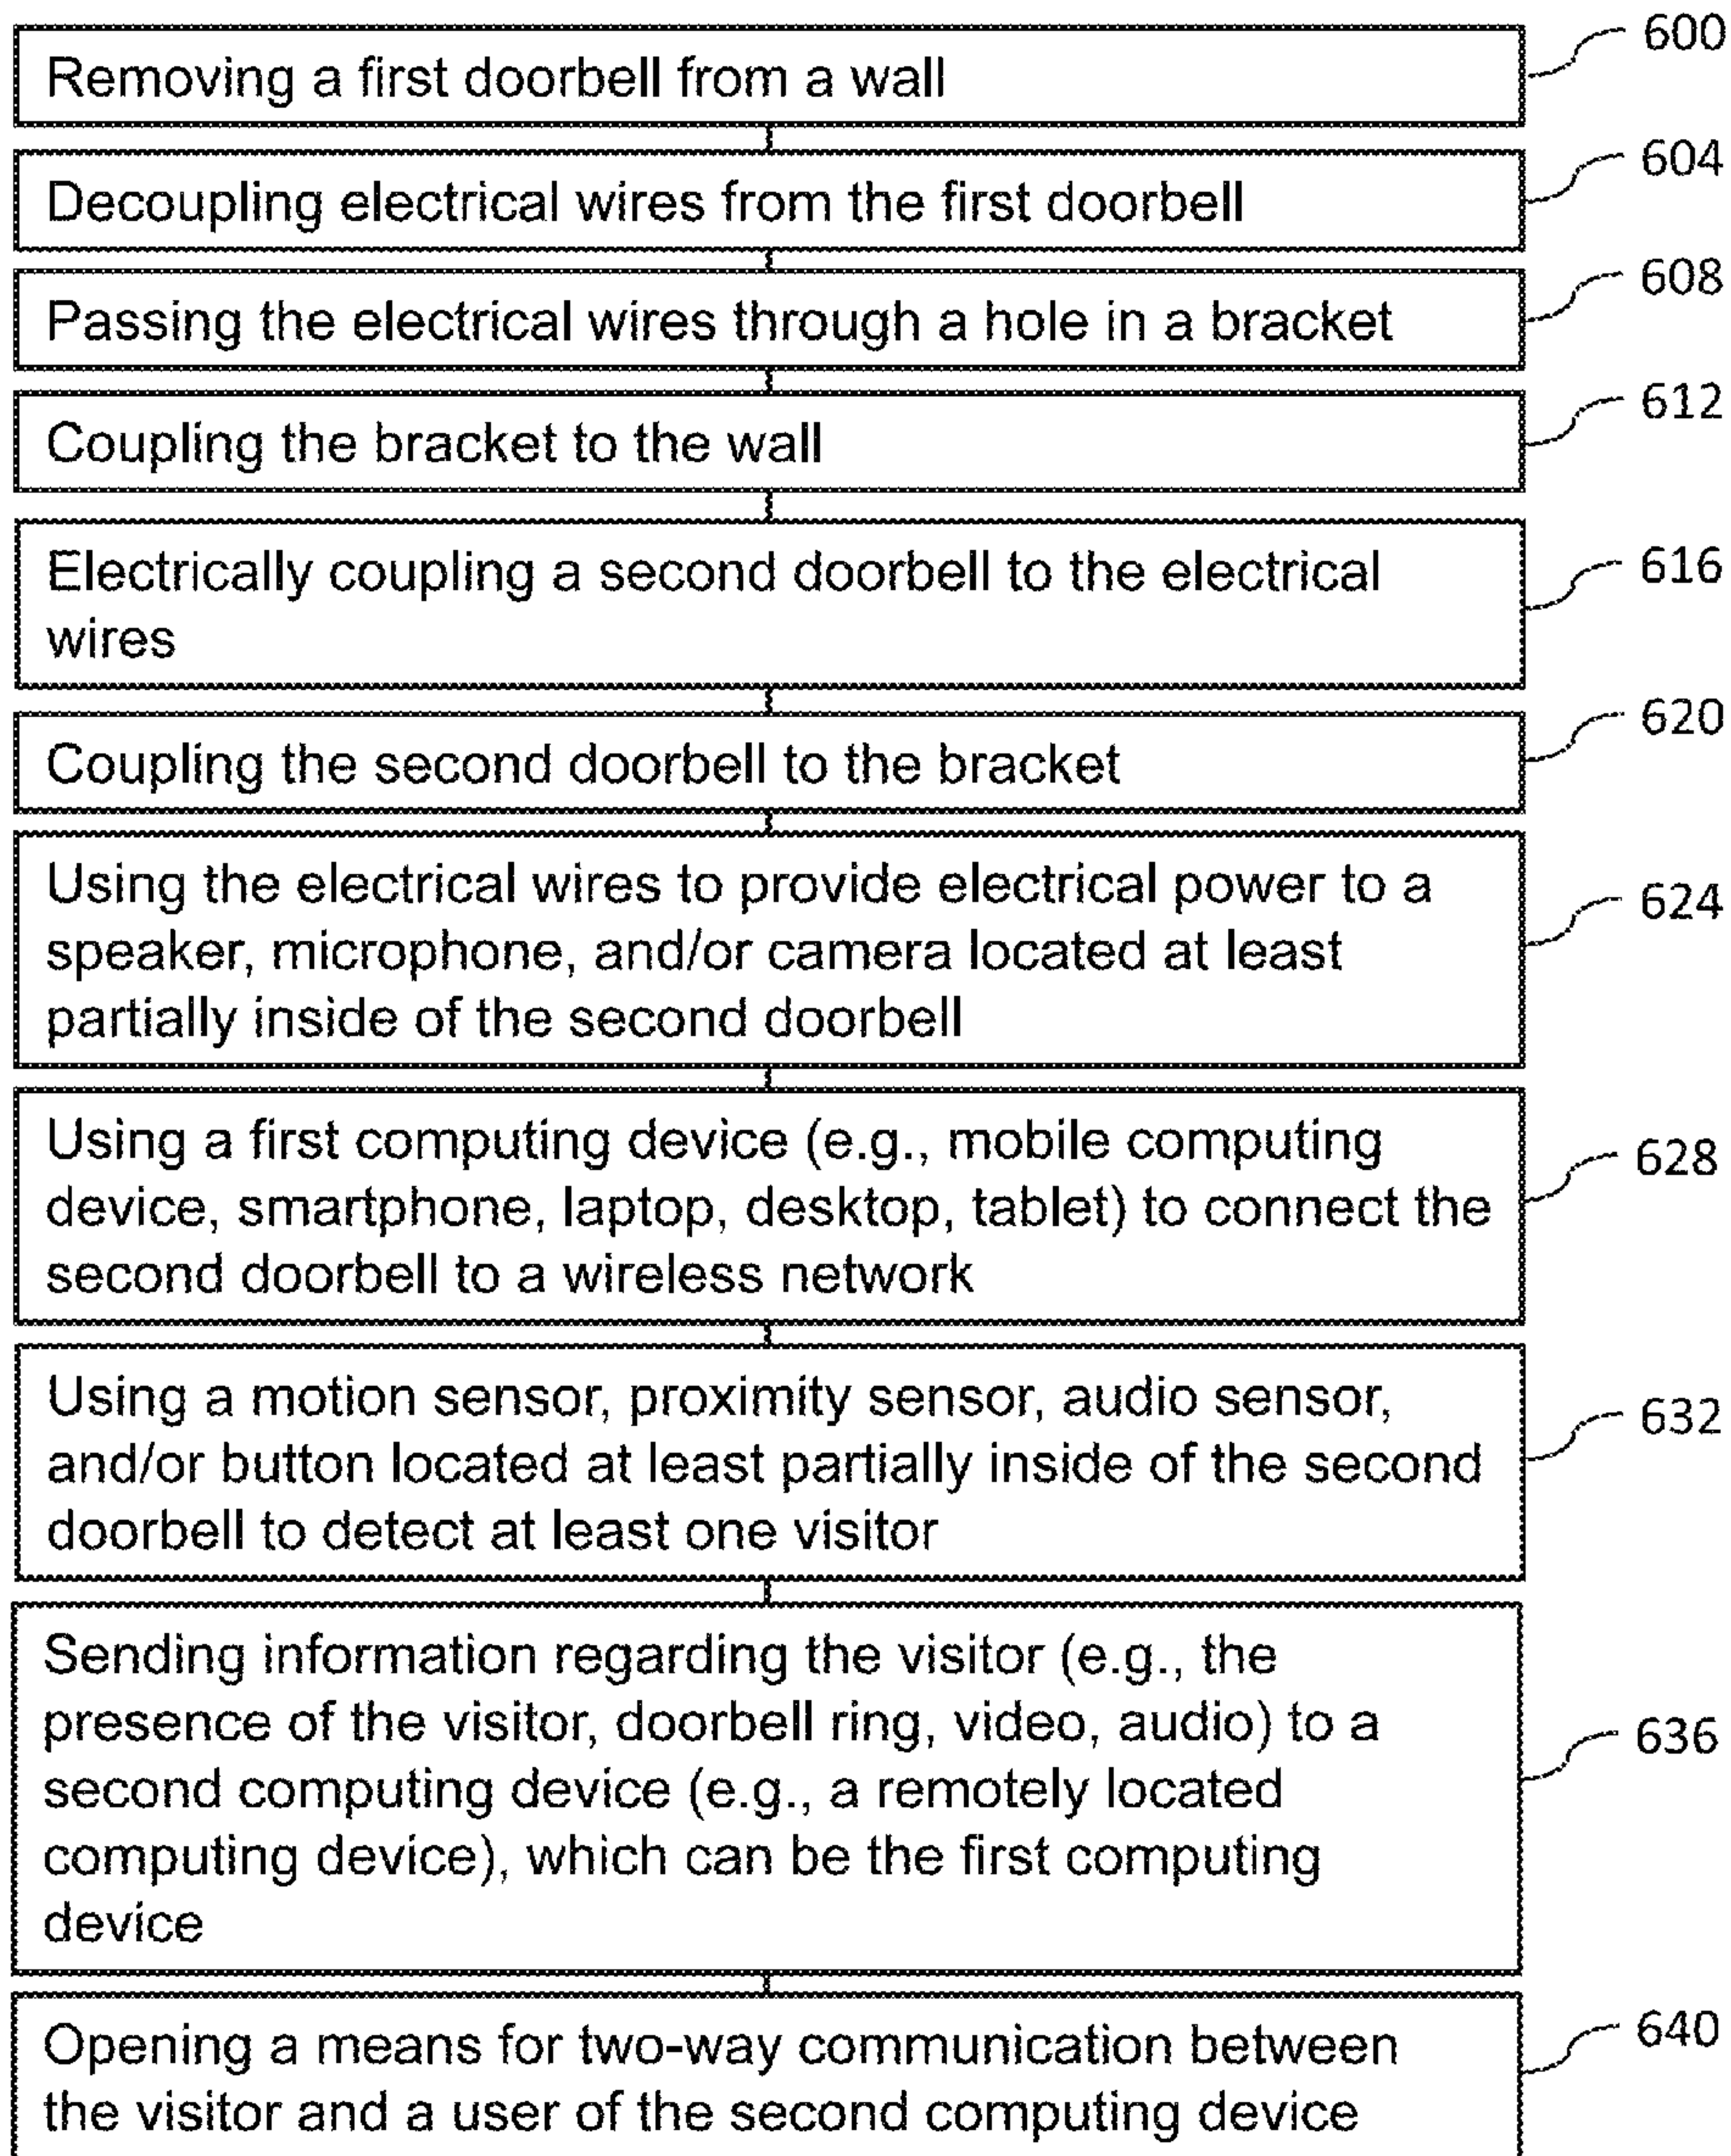 Removing a first doorbell from a wall
600
Decoupling electrical wires from the first doorbell
604
Passing the electrical wires through a hole in a bracket
608
Coupling the bracket to the wall
612
Electrically coupling a second doorbell to the electrical
wires
616
Coupling the second doorbell to the bracket
620
Using the electrical wires to provide electrical power to a
speaker, microphone, and/or camera located at least
partially inside of the second doorbell
624
Using a first computing device (e.g., mobile computing
device, smartphone, laptop, desktop, tablet) to connect the
second doorbell to a wireless network
628
Using a motion sensor, proximity sensor, audio sensor,
and/or button located at least partially inside of the second
doorbell to detect at least one visitor
632
Sending information regarding the visitor (e.g., the
presence of the visitor, doorbell ring, video, audio) to a
second computing device (e.g., a remotely located
computing device), which can be the first computing
device
636
Opening a means for two-way communication between
the visitor and a user of the second computing device
640